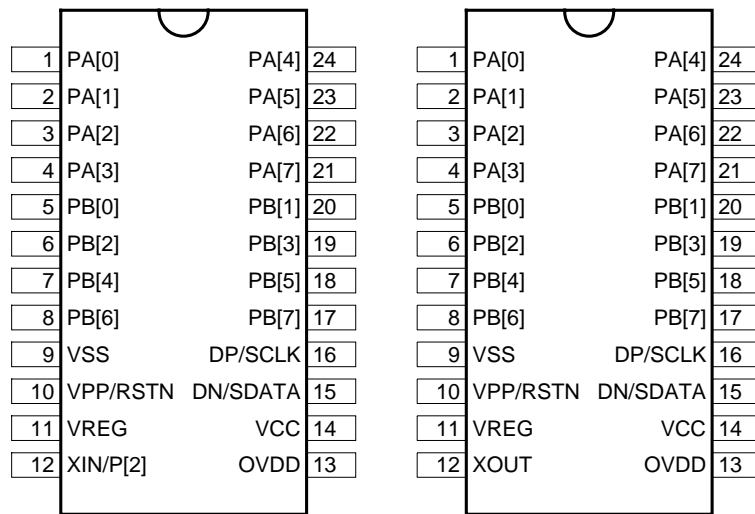 1 PA[0] PA[4] 24
2 PA[1] PA[5] 23
3 PA[2] PA[6] 22
4 PA[3] PA[7] 21
5 PB[0] PB[1] 20
6 PB[2] PB[3] 19
7 PB[4] PB[5] 18
8 PB[6] PB[7] 17
9 VSS DP/SCLK 16
10 VPP/RSTN DN/SDATA 15
11 VREG VCC 14
12 XIN/P[2] OVDD 13
1 PA[0] PA[4] 24
2 PA[1] PA[5] 23
3 PA[2] PA[6] 22
4 PA[3] PA[7] 21
5 PB[0] PB[1] 20
6 PB[2] PB[3] 19
7 PB[4] PB[5] 18
8 PB[6] PB[7] 17
9 VSS DP/SCLK 16
10 VPP/RSTN DN/SDATA 15
11 VREG VCC 14
12 XOUT OVDD 13